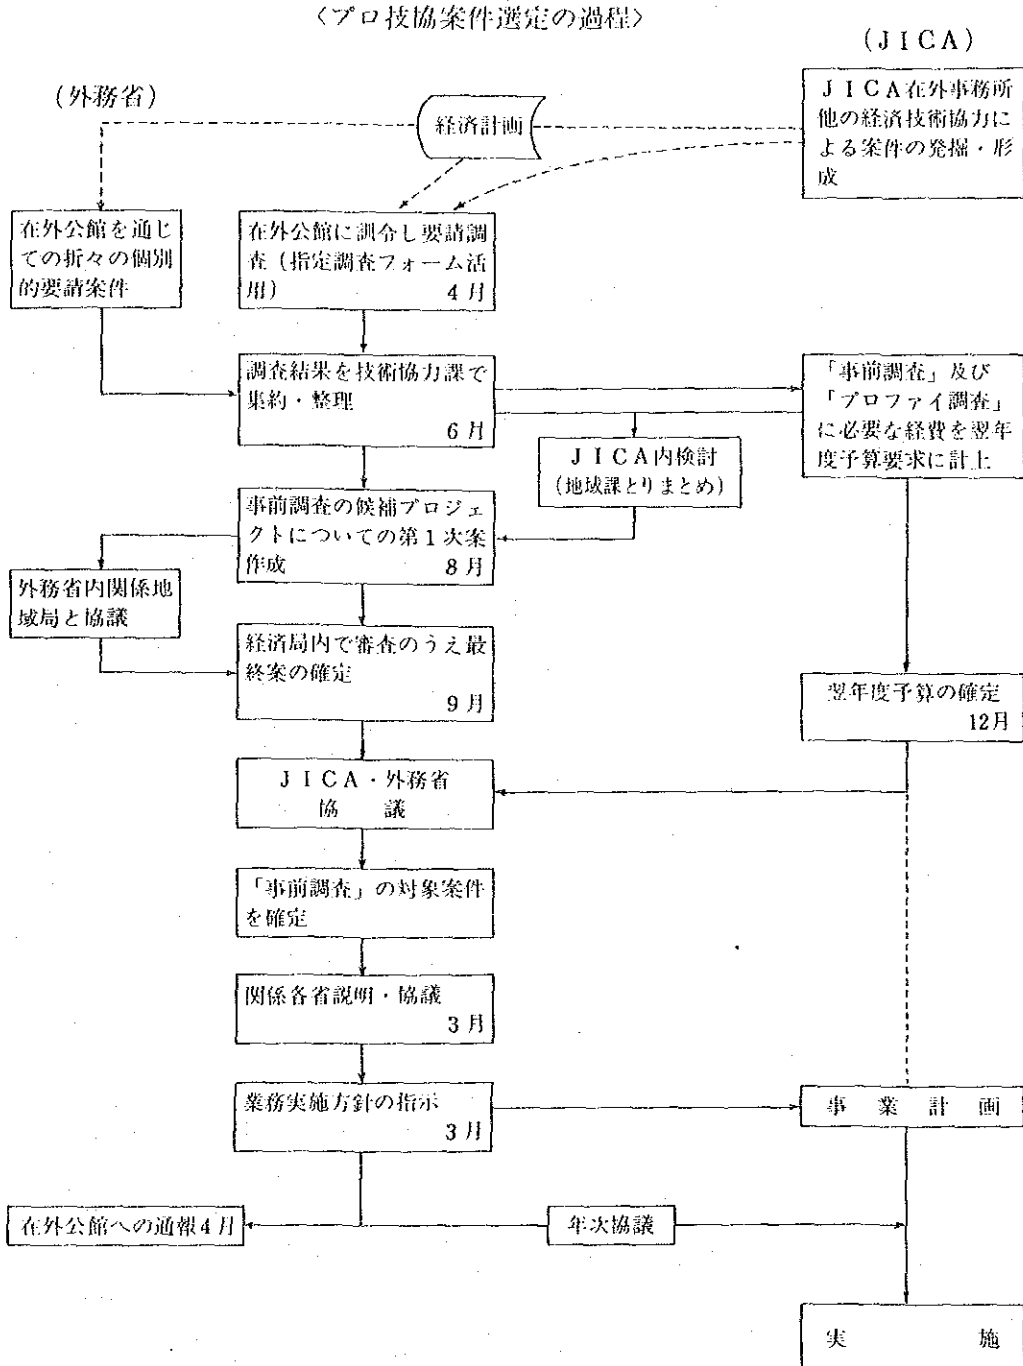 〈プロ技協案件選定の過程〉
(JICA)
(外務省)
経済計画
JICA在外事務所
他の経済技術協力に
よる案件の発掘・形
成
在外公館を通じ
ての折々の個別
的要請案件
在外公館に訓令し要請調
査(指定調査フォーム活
用) 4月
調査結果を技術協力課で
集約・整理
6月
「事前調査」及び
「プロファイ調査」
に必要な経費を翌年
度予算要求に計上
JICA内検討
(地域課とりまとめ)
事前調査の候補プロジェ
クトについての第1次案
作成 8月
外務省内関係地
域局と協議
経済局内で審査のうえ最
終案の確定
9月
翌年度予算の確定
12月
JICA・外務省
協 議
「事前調査」の対象案件
を確定
関係各省説明・協議
3月
業務実施方針の指示
3月
事 業 計 画
在外公館への通報4月
年次協議
実 施